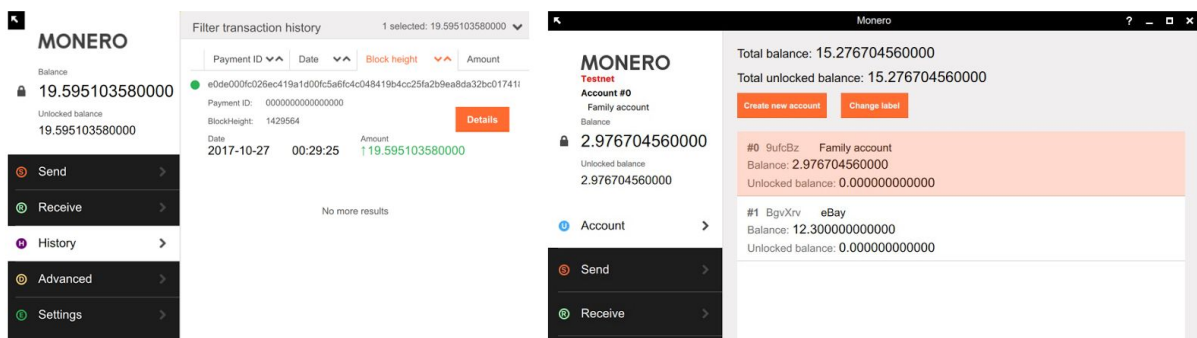 MONERO
Balance
19.595103580000
Unlocked balance
19.595103580000
Send
Receive
History
Advanced
Settings
Filter transaction history 1 selected: 19.595103580000
Payment ID Date Block height Amount
e0de000fc026ec419a1d00fc5a6fc4c048419b4cc25fa2b9ea8da32bc01741
Payment ID: 0000000000000000
BlockHeight: 1429564
Details
Date Amount
2017-10-27 00:29:25 ↑19.595103580000
No more results
Monero ? _ x
MONERO
Testnet
Account #0
Family account
Balance
2.976704560000
Unlocked balance
2.976704560000
Account
Send
Receive
Total balance: 15.276704560000
Total unlocked balance: 15.276704560000
Create new account Change label
#0 9ufcBz Family account
Balance: 2.976704560000
Unlocked balance: 0.000000000000
#1 BgvXrv eBay
Balance: 12.300000000000
Unlocked balance: 0.000000000000